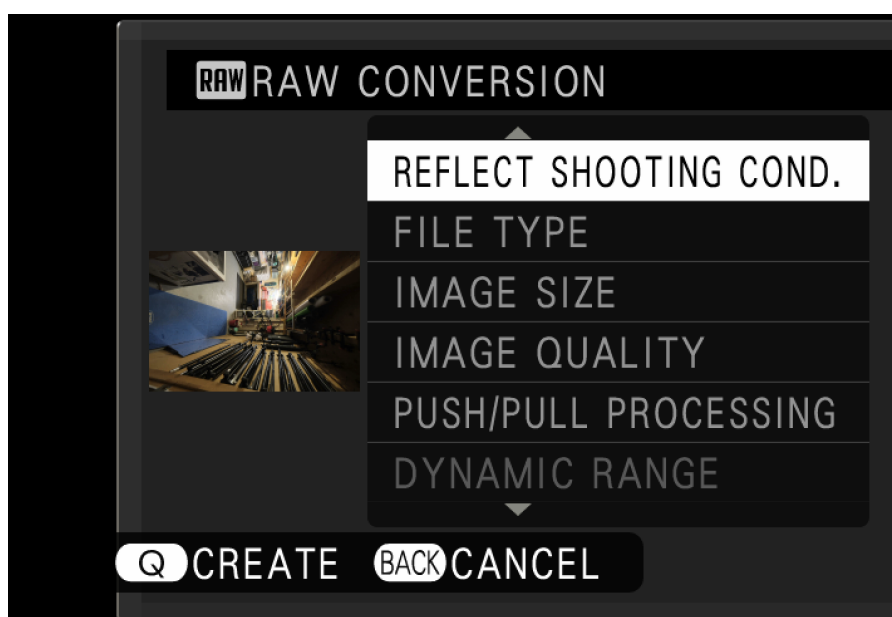 RAW RAW CONVERSION
REFLECT SHOOTING COND.
FILE TYPE
IMAGE SIZE
IMAGE QUALITY
PUSH/PULL PROCESSING
DYNAMIC RANGE
Q CREATE BACK CANCEL